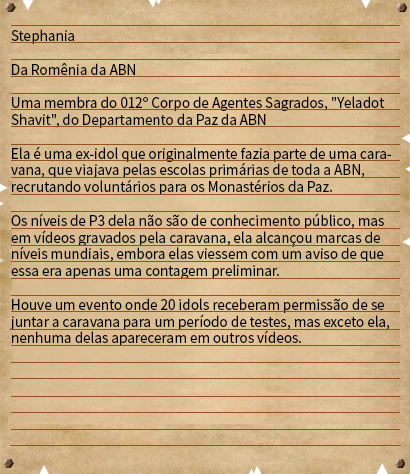 Stephania
Da Romênia da ABN
Uma membra do 012º Corpo de Agentes Sagrados, "Yeladot
Shavit", do Departamento da Paz da ABN
Ela é uma ex-idol que originalmente fazia parte de uma cara-
vana, que viajava pelas escolas primárias de toda a ABN,
recrutando voluntários para os Monastérios da Paz.
Os níveis de P3 dela não são de conhecimento público, mas
em vídeos gravados pela caravana, ela alcançou marcas de
níveis mundiais, embora elas viessem com um aviso de que
essa era apenas uma contagem preliminar.
Houve um evento onde 20 idols receberam permissão de se
juntar a caravana para um período de testes, mas exceto ela,
nenhuma delas apareceram em outros vídeos.